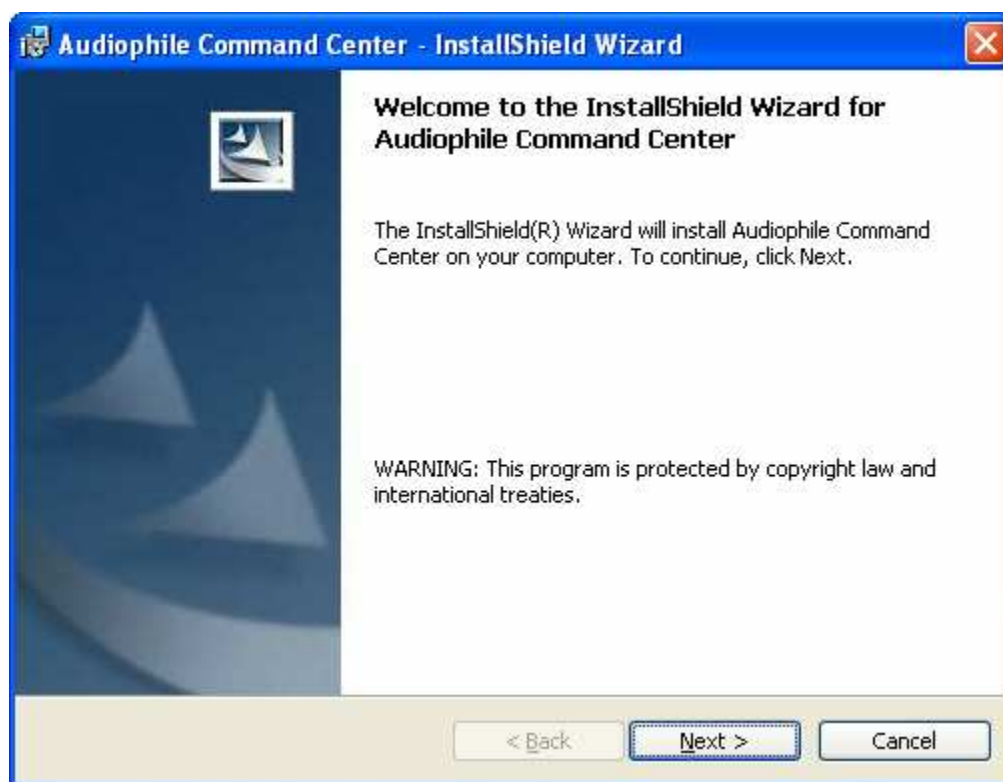 Audiophile Command Center - InstallShield Wizard
Welcome to the InstallShield Wizard for
Audiophile Command Center
The InstallShield(R) Wizard will install Audiophile Command
Center on your computer. To continue, click Next.
WARNING: This program is protected by copyright law and
international treaties.
< Back Next > Cancel